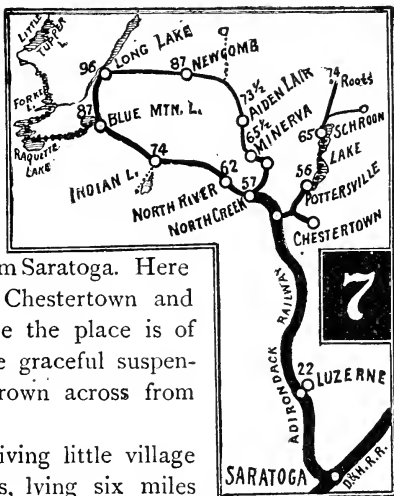 LITTLE
TUPPER
L.
96
LONG LAKE
87
NEWCOMB
74
Roots
73½
AIDEN LAIR
65½
MINERVA
FORKED
L.
87
BLUE MTN. L.
65
SCHROON
LAKE
RAQUETTE
LAKE
74
INDIAN L.
62
NORTH RIVER
57
NORTH CREEK
56
POTTERSVILLE
CHESTERTOWN
7
ADIRONDACK RAILWAY
22
LUZERNE
SARATOGA
D&H.R.R.
m Saratoga. Here
Chestertown and
e the place is of
e graceful suspen-
rown across from
iving little village
s, lying six miles